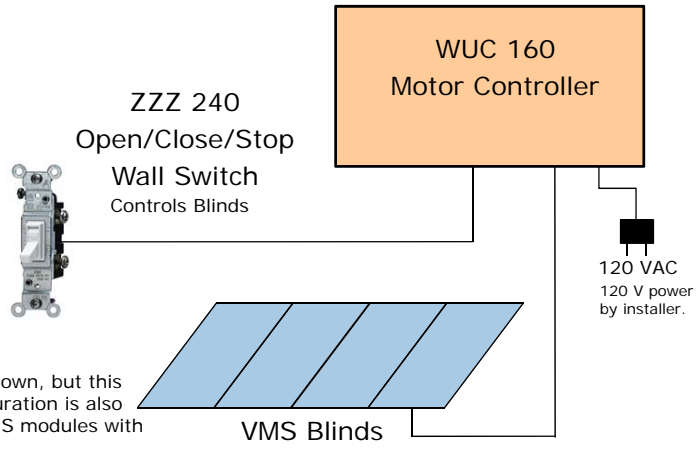 WUC 160
Motor Controller
ZZZ 240
Open/Close/Stop
Wall Switch
Controls Blinds
120 VAC
120 V power
by installer.
own, but this
uration is also
S modules with
VMS Blinds